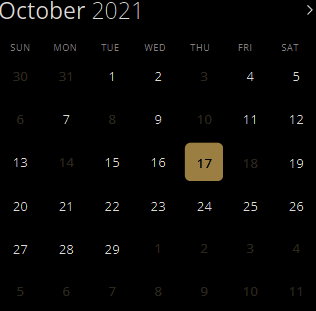 October 2021
SUN MON TUE WED THU FRI SAT
30 31 1 2 3 4 5
6 7 8 9 10 11 12
13 14 15 16 17 18 19
20 21 22 23 24 25 26
27 28 29 1 2 3 4
5 6 7 8 9 10 11